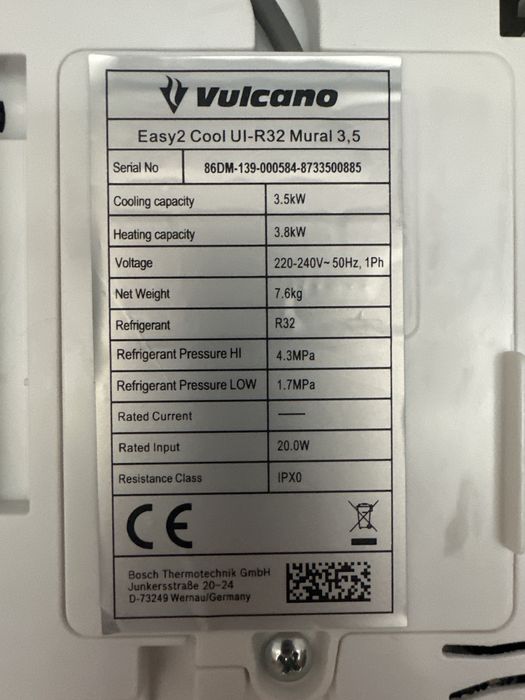 Vulcano
Easy2 Cool UI-R32 Mural 3,5
Serial No 86DM-139-000584-8733500885
Cooling capacity 3.5kW
Heating capacity 3.8kW
Voltage 220-240V~ 50Hz, 1Ph
Net Weight 7.6kg
Refrigerant R32
Refrigerant Pressure HI 4.3MPa
Refrigerant Pressure LOW 1.7MPa
Rated Current —
Rated Input 20.0W
Resistance Class IPX0
CE
Bosch Thermotechnik GmbH
Junkersstraße 20-24
D-73249 Wernau/Germany